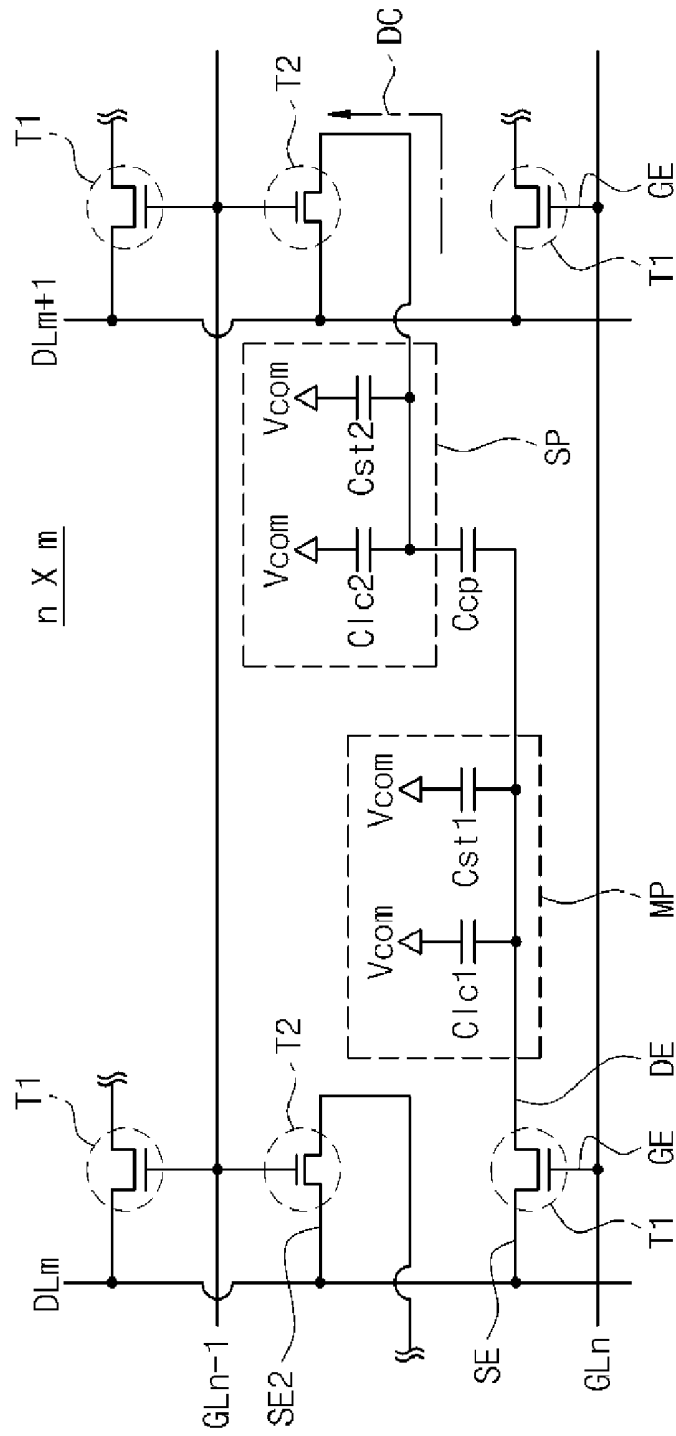 n X m
DLm
DLm+1
T1
T1
GLn-1
SE2
T2
T2
DC
Vcom
Vcom
Clc2
Cst2
SP
Ccp
Vcom
Vcom
Clc1
Cst1
MP
SE
DE
GLn
T1
GE
T1
GE